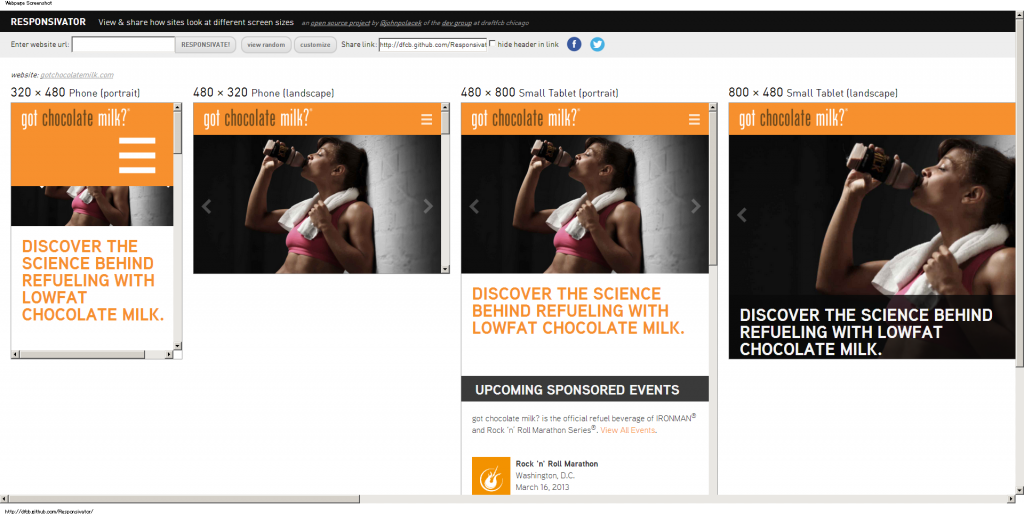 Webpage Screenshot
RESPONSIVATOR View & share how sites look at different screen sizes an open source project by @johnpolacek of the dev group at draftfcb chicago
Enter website url: RESPONSIVATE! view random customize Share link: http://dfcb.github.com/Responsivat hide header in link
website: gotchocolatemilk.com
320 × 480 Phone (portrait)
got chocolate milk?®
DISCOVER THE
SCIENCE BEHIND
REFUELING WITH
LOWFAT
CHOCOLATE MILK.
480 × 320 Phone (landscape)
got chocolate milk?®
480 × 800 Small Tablet (portrait)
got chocolate milk?®
DISCOVER THE SCIENCE
BEHIND REFUELING WITH
LOWFAT CHOCOLATE MILK.
UPCOMING SPONSORED EVENTS
got chocolate milk? is the official refuel beverage of IRONMAN®
and Rock 'n' Roll Marathon Series®. View All Events.
Rock 'n' Roll Marathon
Washington, D.C.
March 16, 2013
800 × 480 Small Tablet (landscape)
got chocolate milk?®
DISCOVER THE SCIENCE BEHIND
REFUELING WITH LOWFAT
CHOCOLATE MILK.
http://dfcb.github.com/Responsivator/